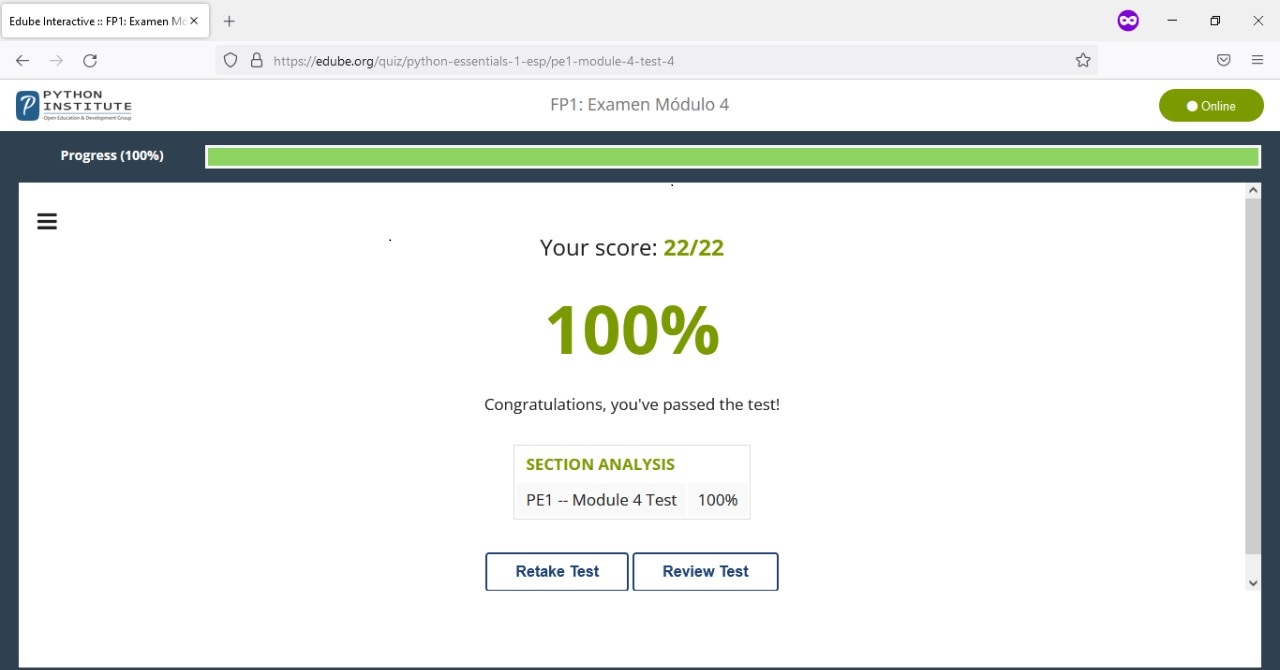 Edube Interactive :: FP1: Examen Mó
https://edube.org/quiz/python-essentials-1-esp/pe1-module-4-test-4
PYTHON
INSTITUTE
Open Education & Development Group
FP1: Examen Módulo 4
Online
Progress (100%)
Your score: 22/22
100%
Congratulations, you've passed the test!
SECTION ANALYSIS
PE1 -- Module 4 Test 100%
Retake Test Review Test